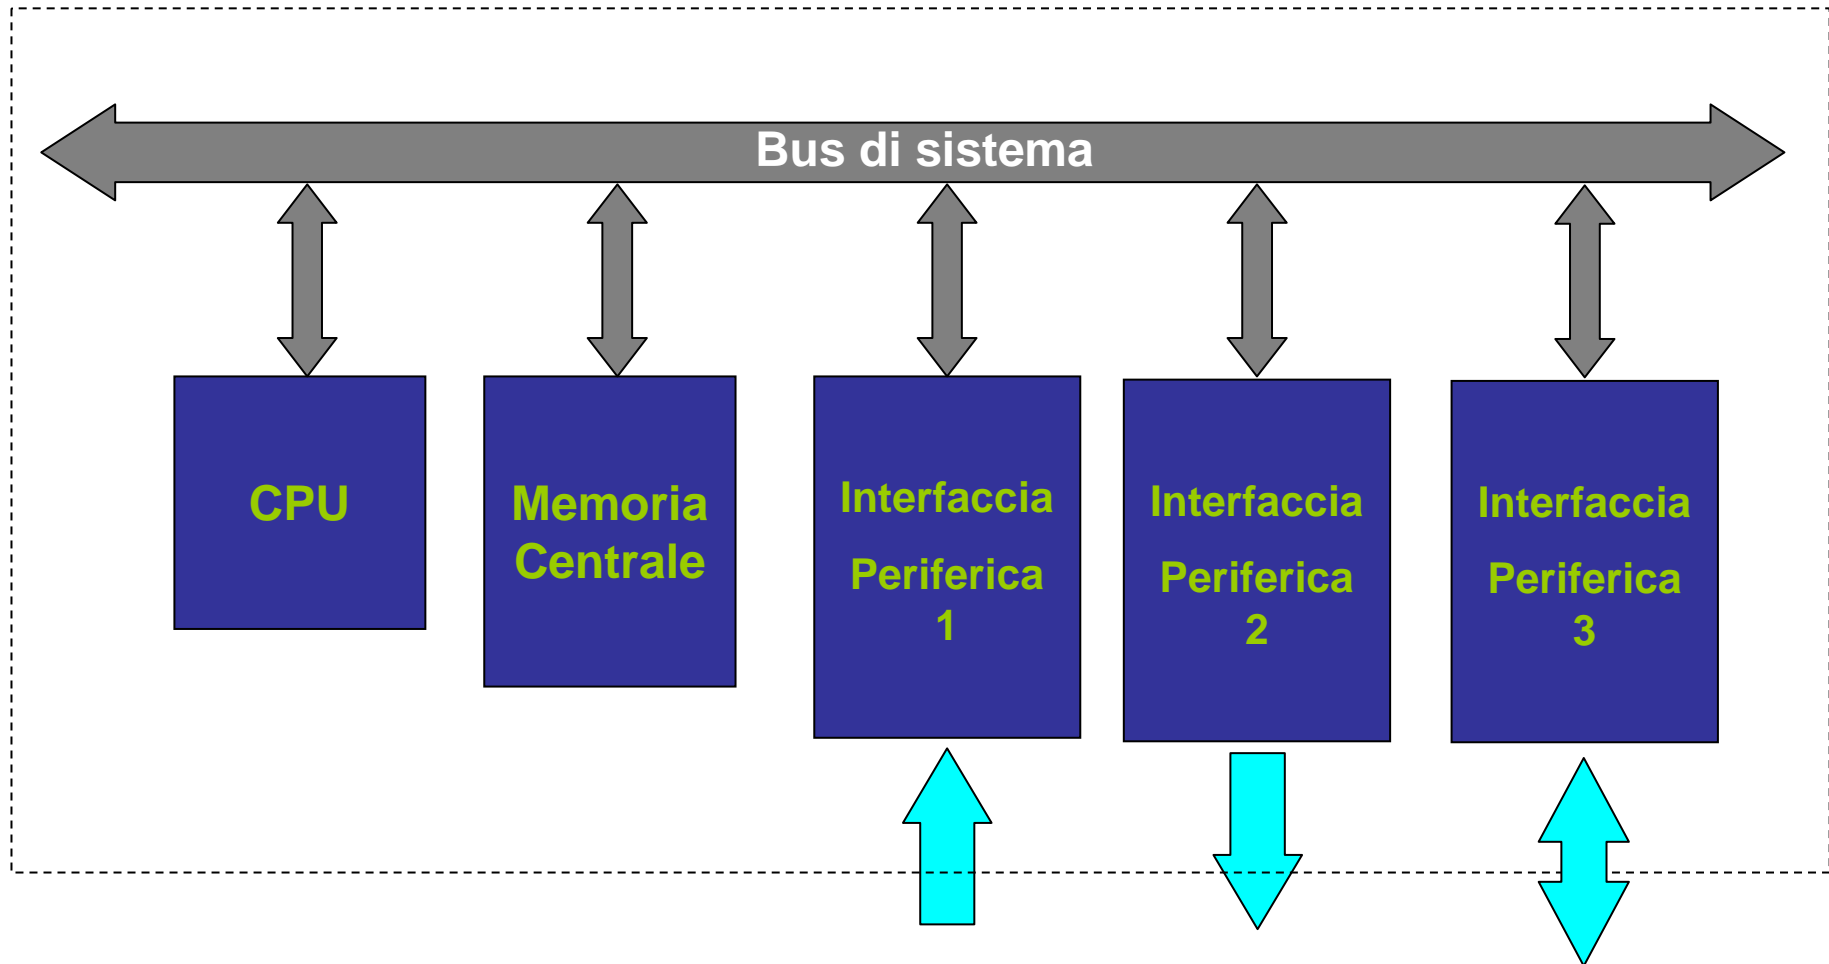 Bus di sistema
CPU
Memoria
Centrale
Interfaccia
Periferica
1
Interfaccia
Periferica
2
Interfaccia
Periferica
3